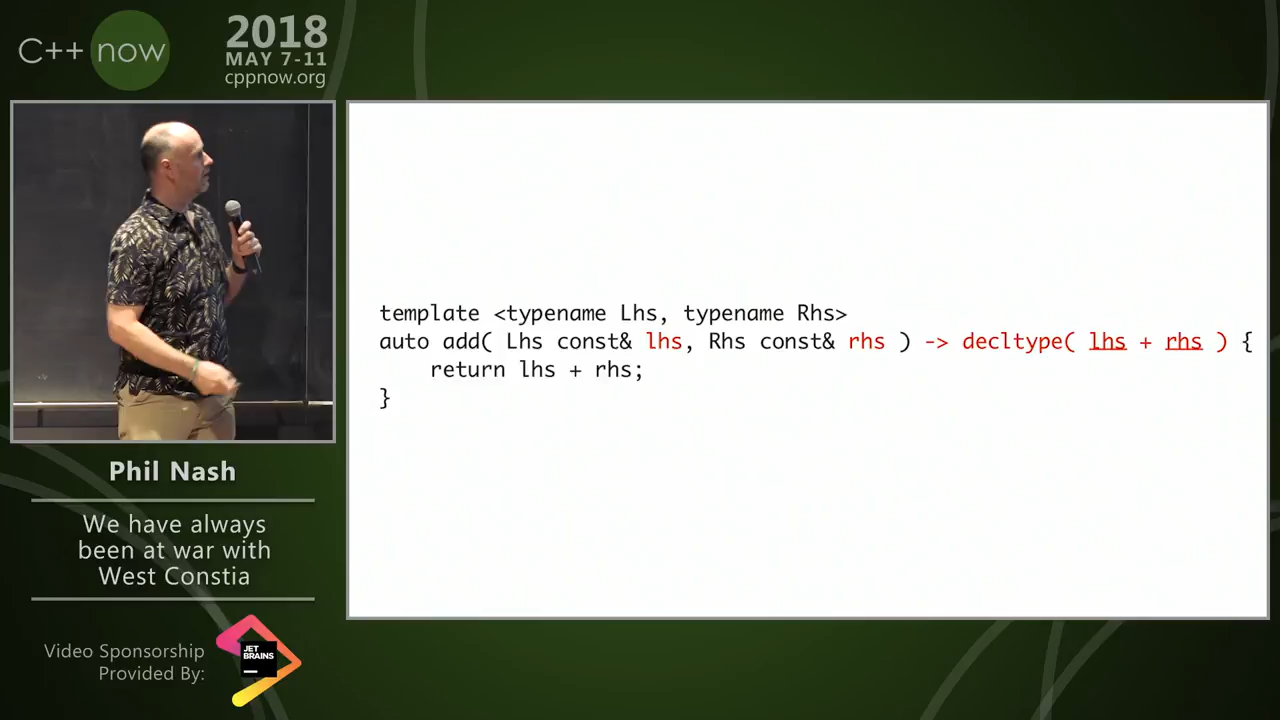 C++ now
2018
MAY 7-11
cppnow.org
template <typename Lhs, typename Rhs>
auto add( Lhs const& lhs, Rhs const& rhs ) -> decltype( lhs + rhs ) {
    return lhs + rhs;
}
Phil Nash
We have always
been at war with
West Constia
Video Sponsorship
Provided By:
JET
BRAINS